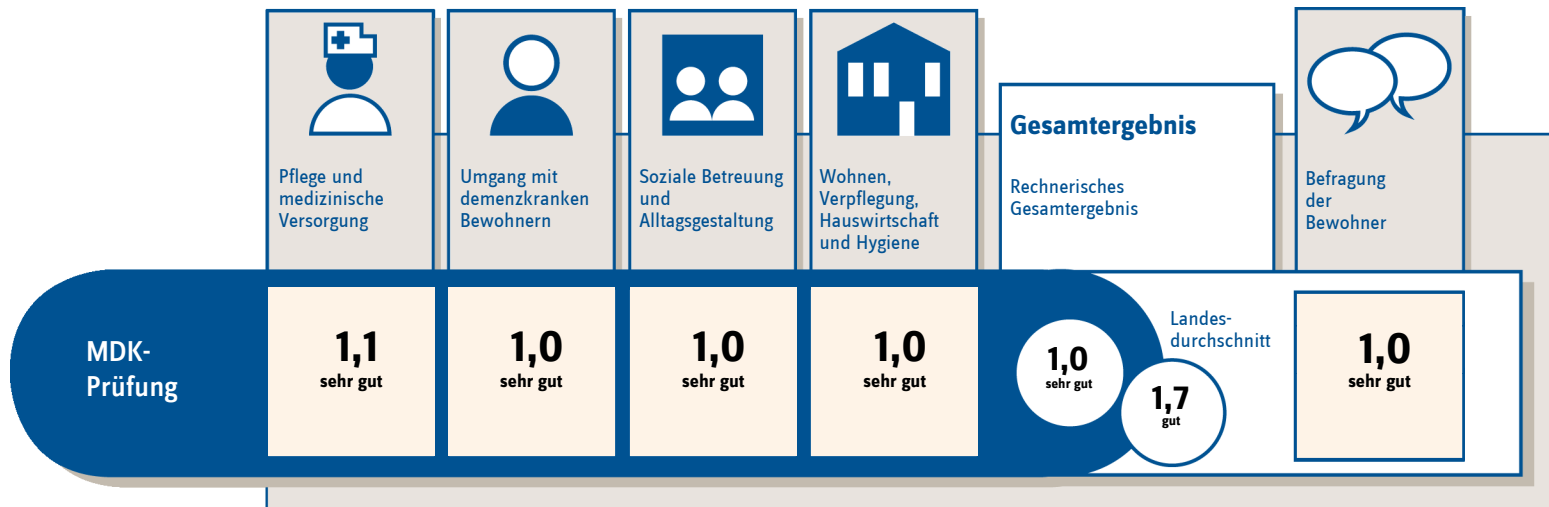 Pflege und
medizinische
Versorgung
Umgang mit
demenzkranken
Bewohnern
Soziale Betreuung
und
Alltagsgestaltung
Wohnen,
Verpflegung,
Hauswirtschaft
und Hygiene
Gesamtergebnis
Rechnerisches
Gesamtergebnis
Befragung
der
Bewohner
MDK-
Prüfung
1,1
sehr gut
1,0
sehr gut
1,0
sehr gut
1,0
sehr gut
1,0
sehr gut
Landes-
durchschnitt
1,7
gut
1,0
sehr gut